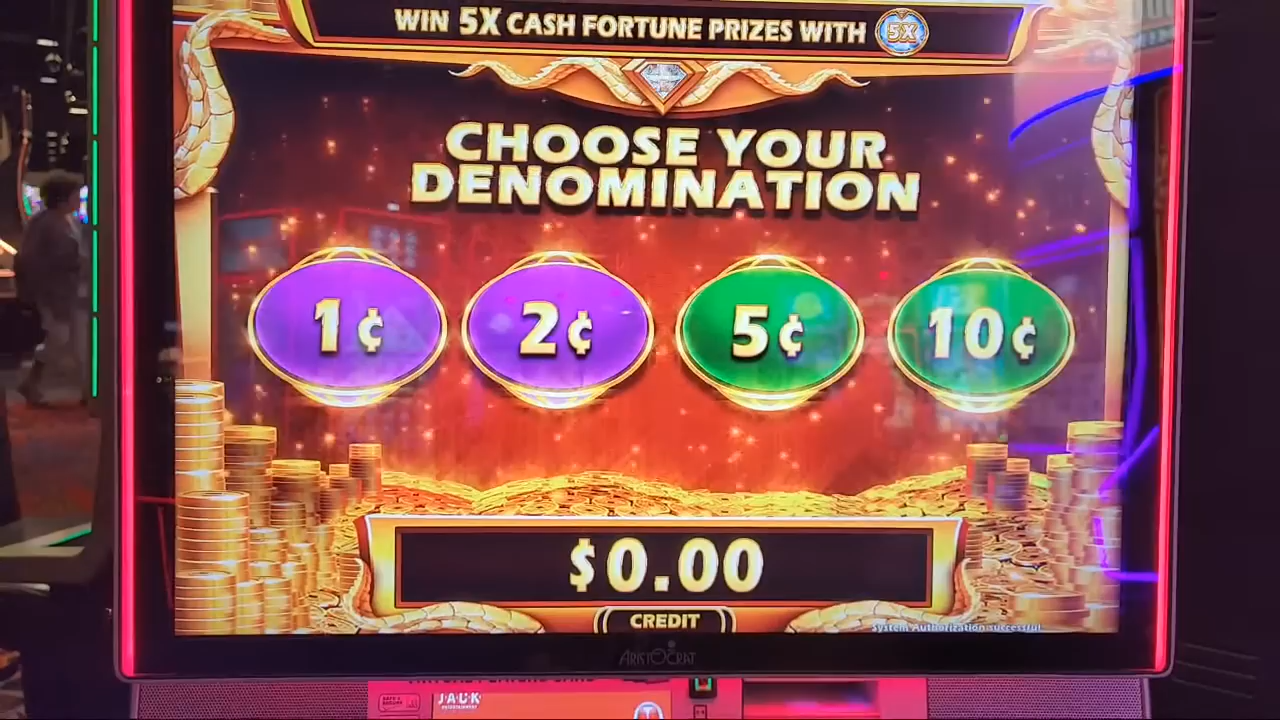 WIN 5X CASH FORTUNE PRIZES WITH 5X
CHOOSE YOUR
DENOMINATION
1¢ 2¢ 5¢ 10¢
$0.00
CREDIT
System Authorization successful
ARISTOCRAT
JACK
ENTERTAINMENT